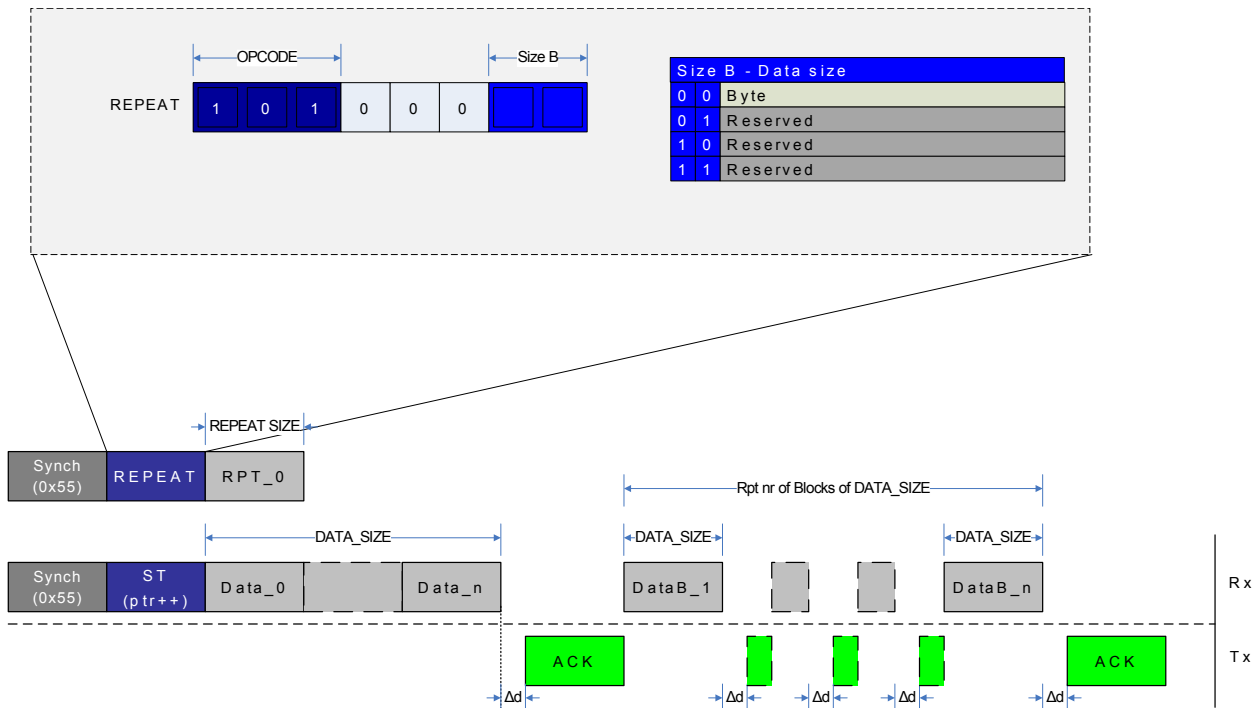 OPCODE
Size B
REPEAT
1 0 1 0 0 0
Size B - Data size
0 0 Byte
0 1 Reserved
1 0 Reserved
1 1 Reserved
REPEAT SIZE
Synch
(0x55)
REPEAT
RPT_0
Rpt nr of Blocks of DATA_SIZE
DATA_SIZE
DATA_SIZE
DATA_SIZE
Synch
(0x55)
ST
(ptr++)
Data_0
Data_n
DataB_1
DataB_n
Rx
ACK
ACK
Tx
Δd
Δd
Δd
Δd
Δd